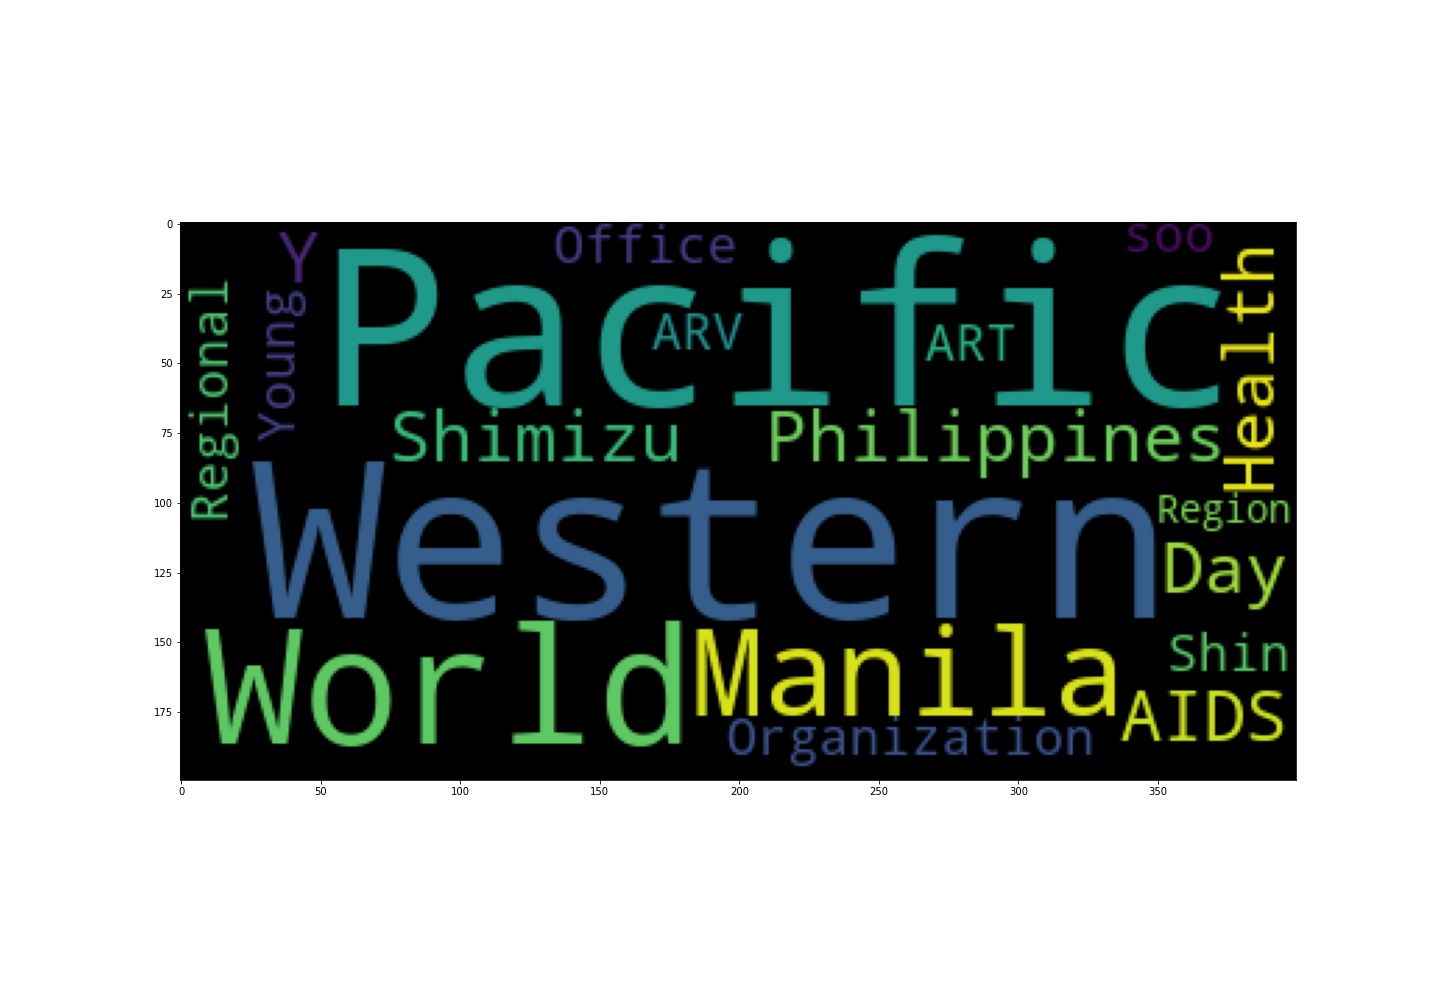 Office
soo
Y
Pacific
Health
Young
Regional
ARV
ART
Shimizu
Philippines
Western
Region
Day
World
Manila
Shin
AIDS
Organization
0
25
50
75
100
125
150
175
0
50
100
150
200
250
300
350